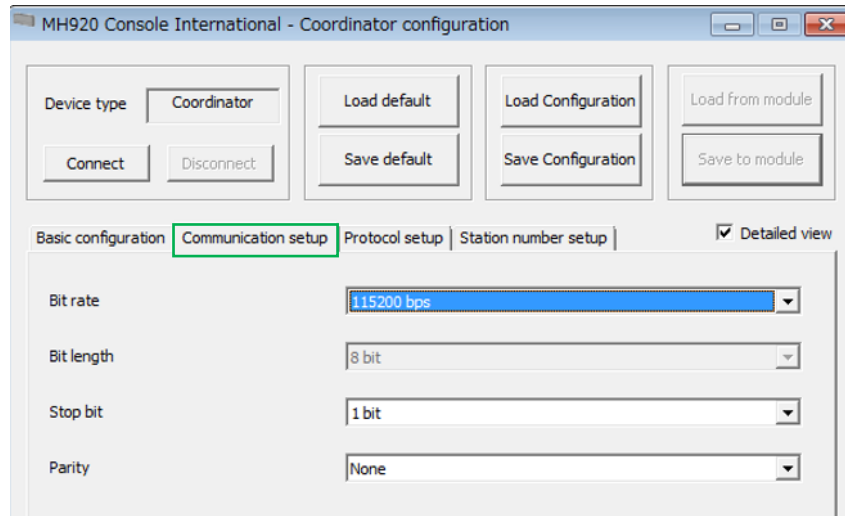 MH920 Console International - Coordinator configuration
Device type Coordinator
Connect Disconnect
Load default
Save default
Load Configuration
Save Configuration
Load from module
Save to module
Basic configuration Communication setup Protocol setup Station number setup Detailed view
Bit rate 115200 bps
Bit length 8 bit
Stop bit 1 bit
Parity None